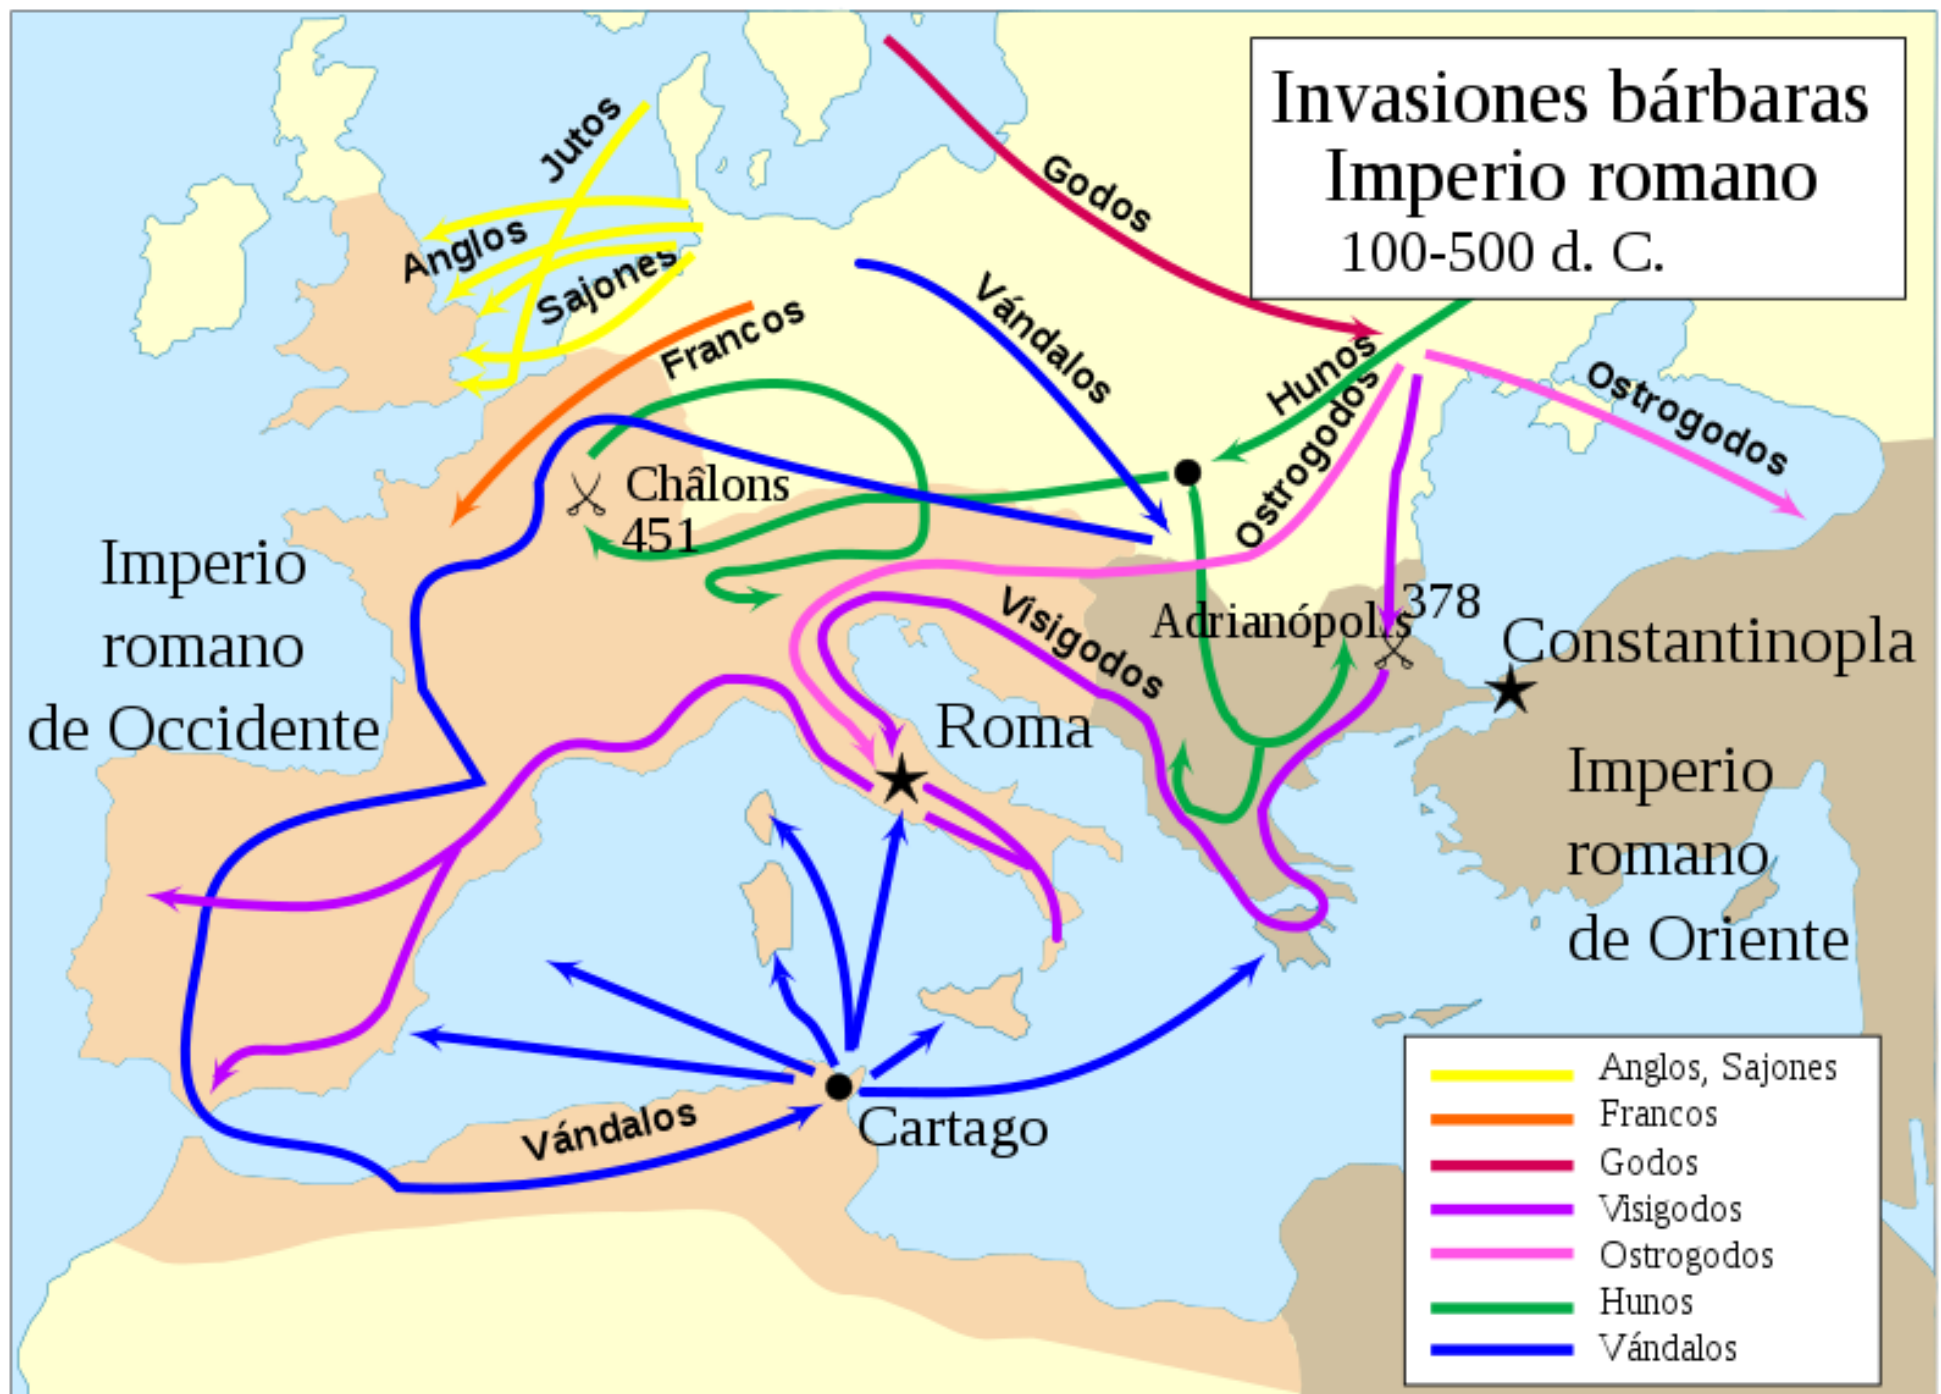 Invasiones bárbaras
Imperio romano
100-500 d. C.
Jutos
Anglos
Sajones
Francos
Godos
Vándalos
Hunos
Ostrogodos
Ostrogodos
Châlons
451
Imperio
romano
de Occidente
Visigodos
Adrianópolis
378
Constantinopla
Roma
Imperio
romano
de Oriente
Vándalos
Cartago
Anglos, Sajones
Francos
Godos
Visigodos
Ostrogodos
Hunos
Vándalos